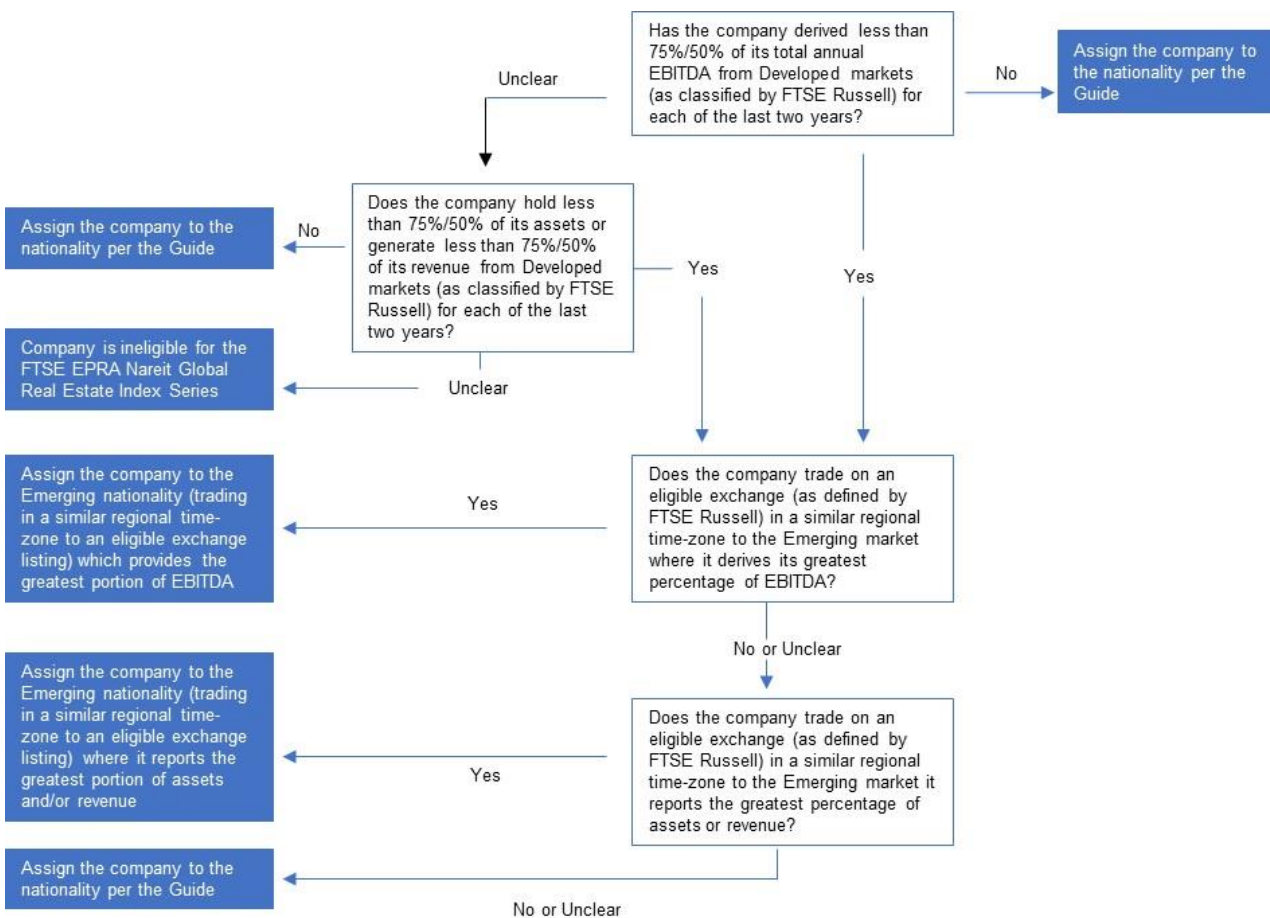 Has the company derived less than
75%/50% of its total annual
EBITDA from Developed markets
(as classified by FTSE Russell) for
each of the last two years?
No
Assign the company to
the nationality per the
Guide
Unclear
Does the company hold less
than 75%/50% of its assets or
generate less than 75%/50%
of its revenue from Developed
markets (as classified by FTSE
Russell) for each of the last
two years?
No
Assign the company to the
nationality per the Guide
Yes
Yes
Company is ineligible for the
FTSE EPRA Nareit Global
Real Estate Index Series
Unclear
Does the company trade on an
eligible exchange (as defined by
FTSE Russell) in a similar regional
time-zone to the Emerging market
where it derives its greatest
percentage of EBITDA?
Yes
Assign the company to the
Emerging nationality (trading
in a similar regional time-
zone to an eligible exchange
listing) which provides the
greatest portion of EBITDA
No or Unclear
Does the company trade on an
eligible exchange (as defined by
FTSE Russell) in a similar regional
time-zone to the Emerging market it
reports the greatest percentage of
assets or revenue?
Yes
Assign the company to the
Emerging nationality (trading
in a similar regional time-
zone to an eligible exchange
listing) where it reports the
greatest portion of assets
and/or revenue
Assign the company to the
nationality per the Guide
No or Unclear